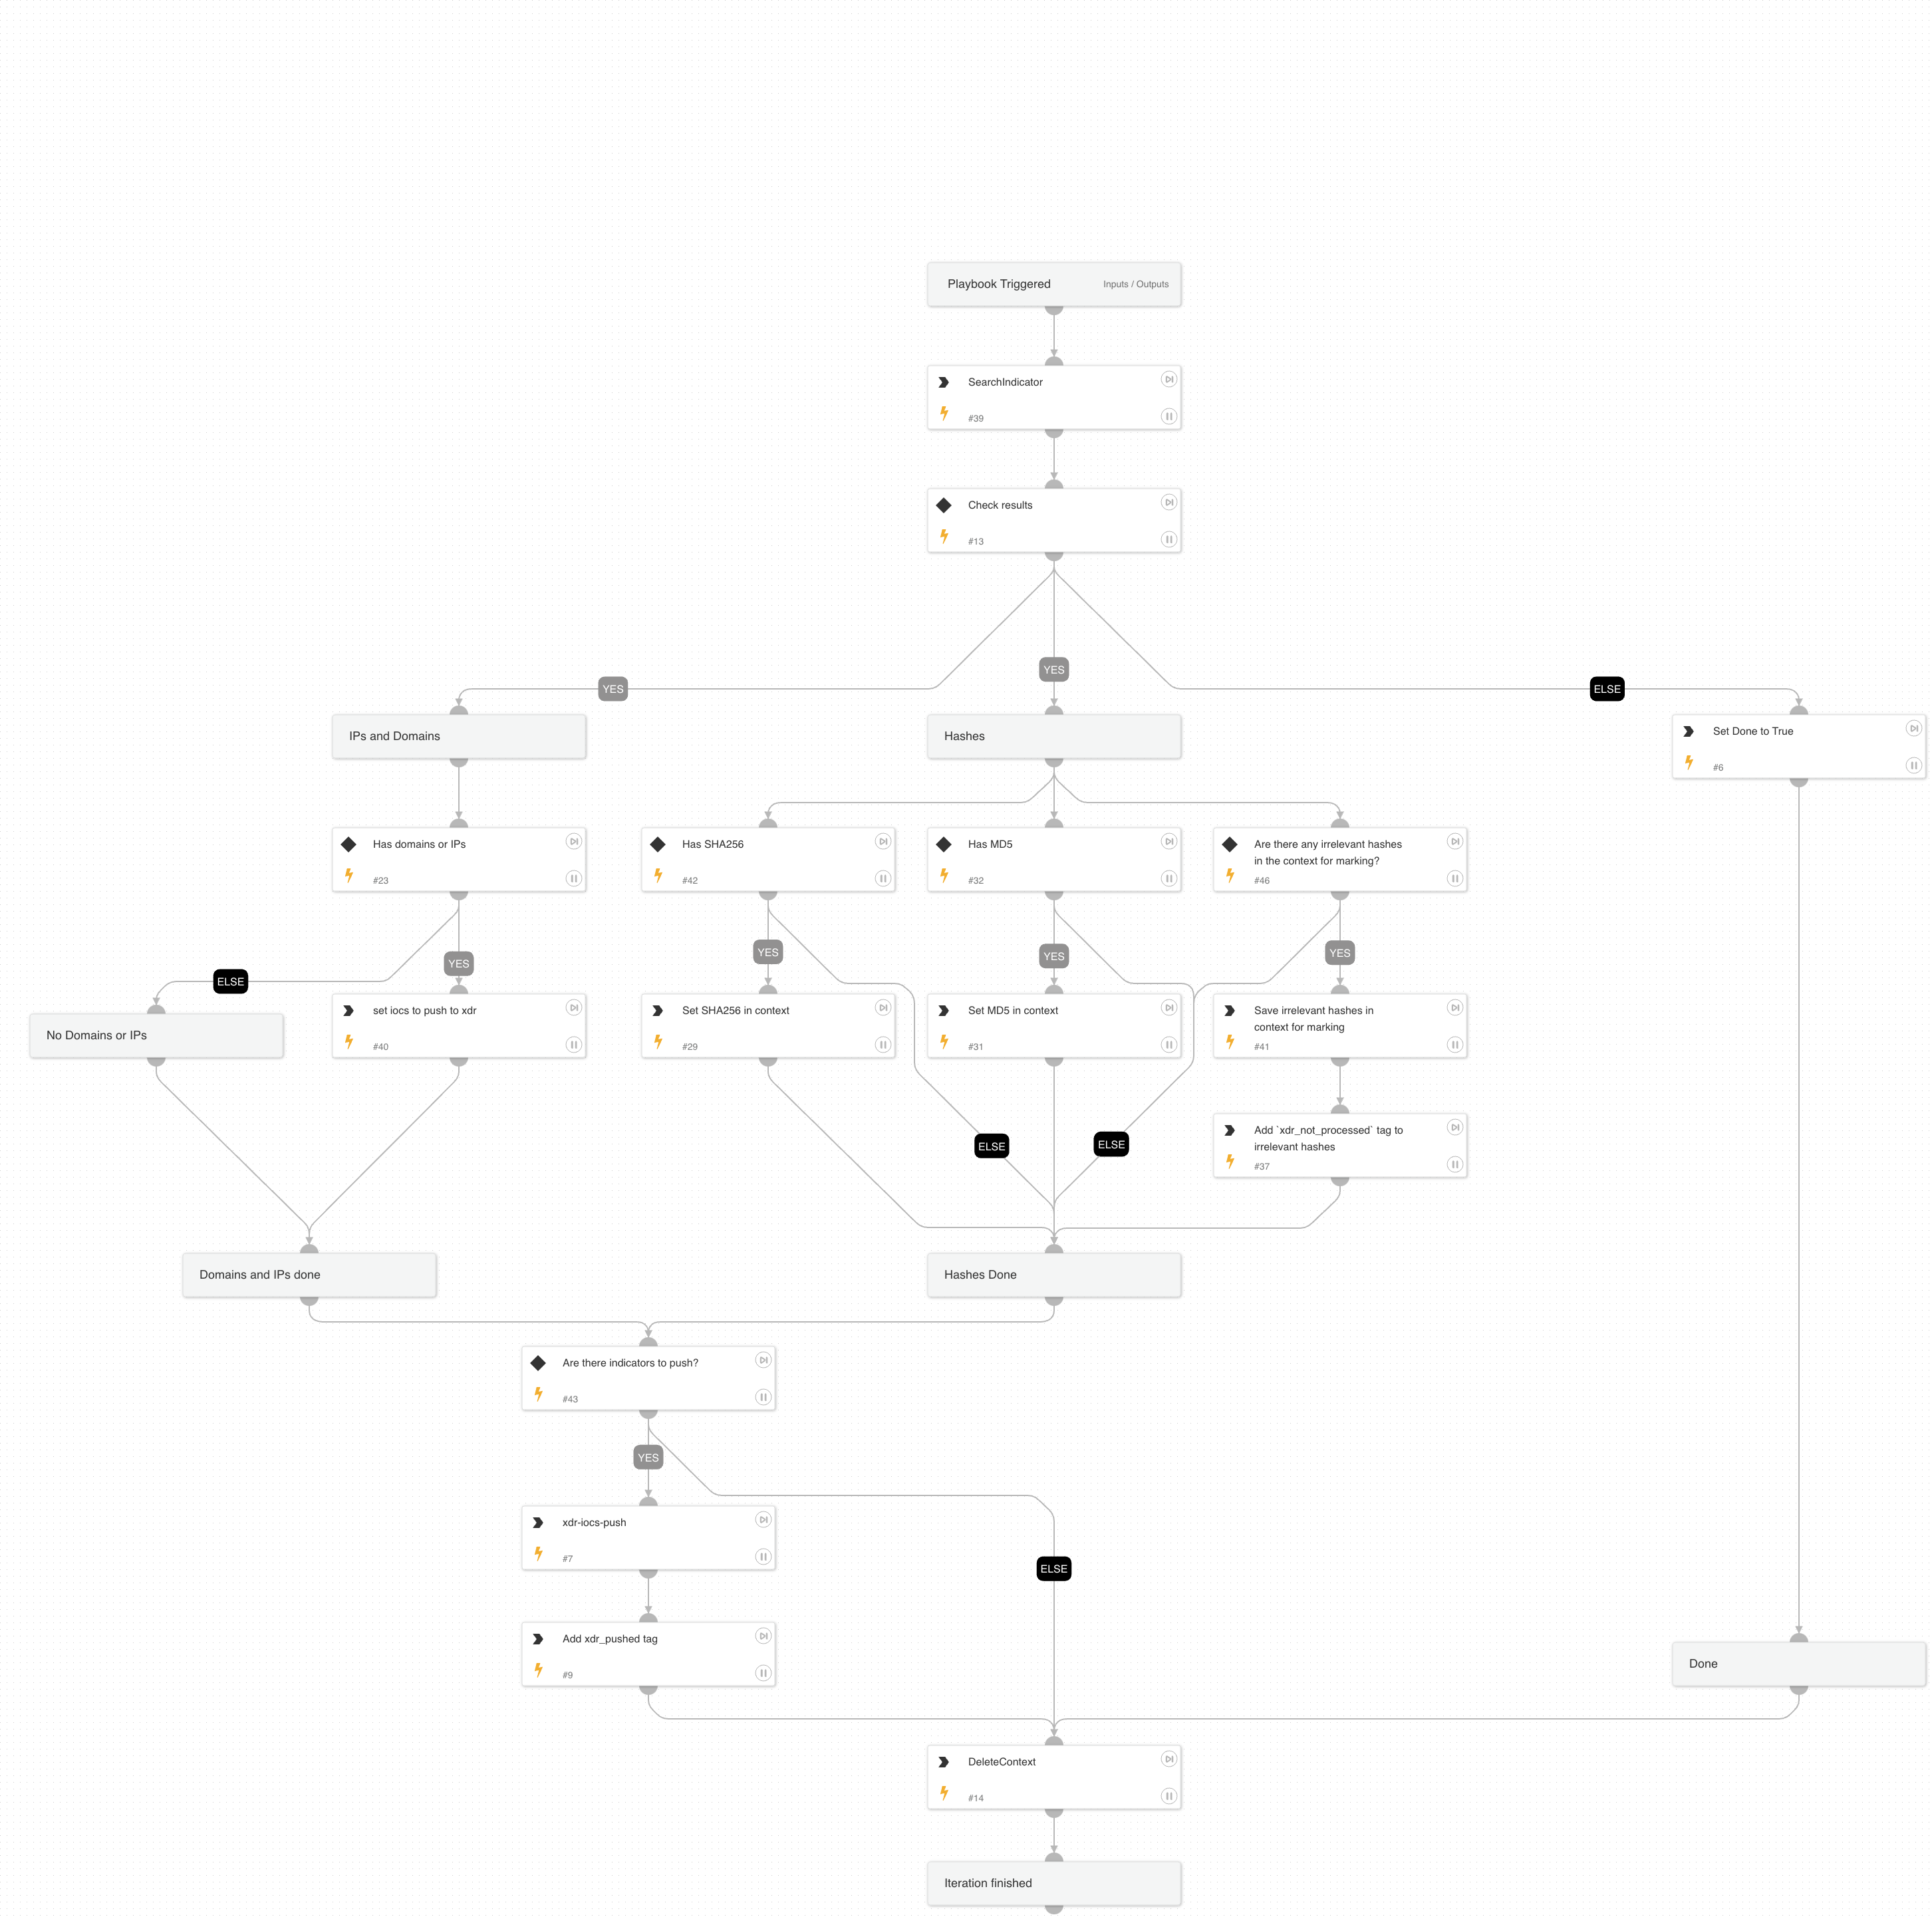 Playbook Triggered
Inputs / Outputs
SearchIndicator
#39
Check results
#13
YES
YES
ELSE
IPs and Domains
Hashes
Set Done to True
#6
Has domains or IPs
#23
Has SHA256
#42
Has MD5
#32
Are there any irrelevant hashes
in the context for marking?
#46
ELSE
YES
YES
YES
YES
No Domains or IPs
set iocs to push to xdr
#40
Set SHA256 in context
#29
Set MD5 in context
#31
Save irrelevant hashes in
context for marking
#41
ELSE
ELSE
Add `xdr_not_processed` tag to
irrelevant hashes
#37
Domains and IPs done
Hashes Done
Are there indicators to push?
#43
YES
xdr-iocs-push
#7
ELSE
Add xdr_pushed tag
#9
Done
DeleteContext
#14
Iteration finished